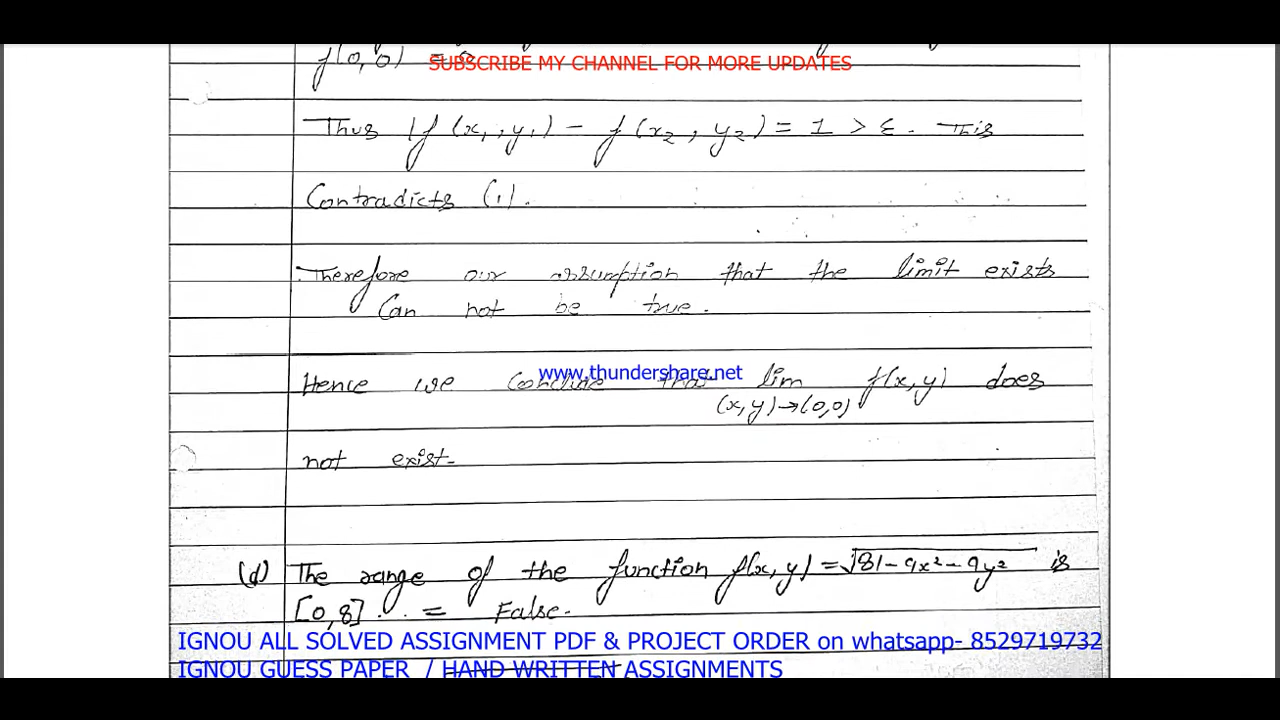 f(0,0) = 0
SUBSCRIBE MY CHANNEL FOR MORE UPDATES
Thus |f(x₁,y₁) - f(x₂, y₂) = 1 > ε. This
Contradicts (1).
Therefore our assumption that the limit exists
Can not be true.
www.thundershare.net
Hence we conclude that lim f(x,y) does
(x,y)→(0,0)
not exist-
(d) The range of the function f(x,y) = √81-9x²-9y² is
[0,8] .. = False.
IGNOU ALL SOLVED ASSIGNMENT PDF & PROJECT ORDER on whatsapp- 8529719732
IGNOU GUESS PAPER / HAND WRITTEN ASSIGNMENTS